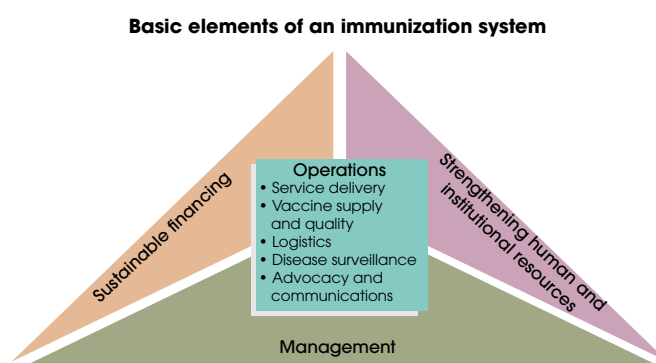 Basic elements of an immunization system
Sustainable financing
Operations
• Service delivery
• Vaccine supply
and quality
• Logistics
• Disease surveillance
• Advocacy and
communications
Strengthening human and
institutional resources
Management